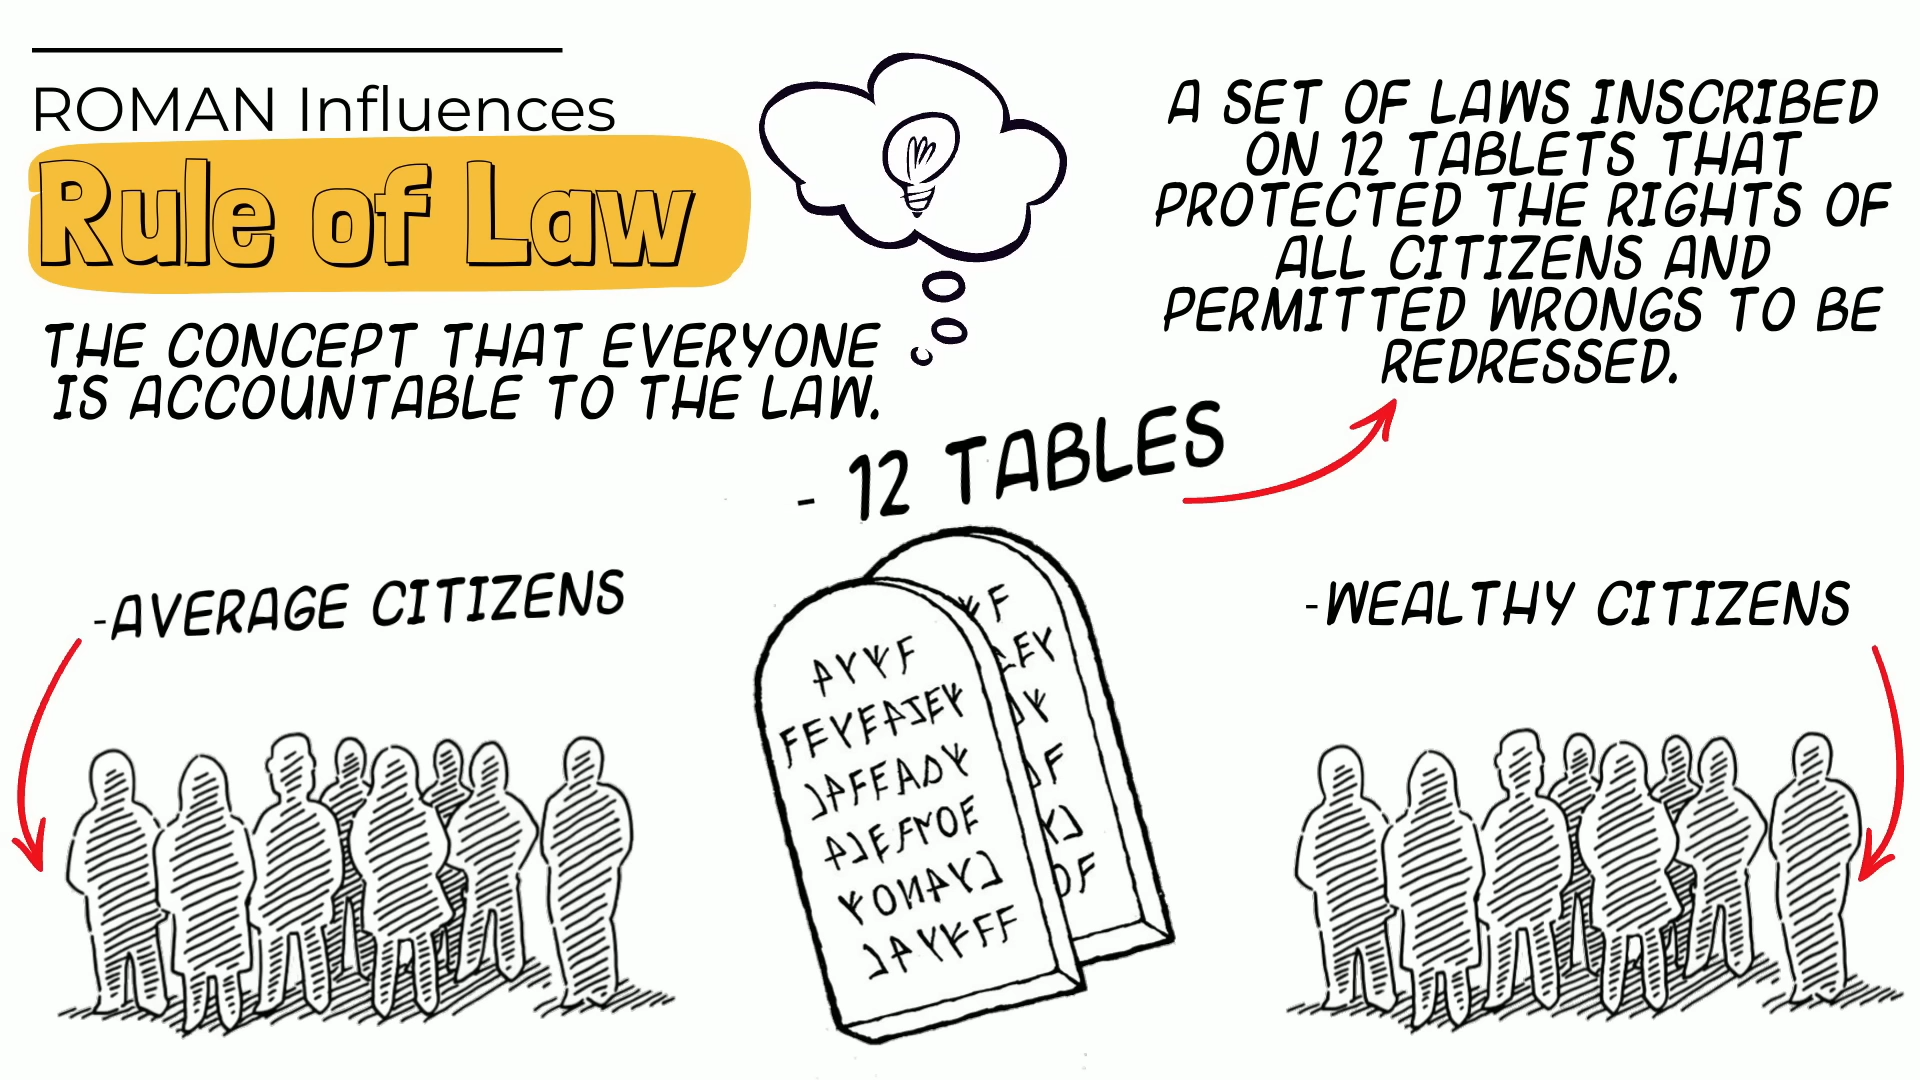 ROMAN Influences
Rule of Law
THE CONCEPT THAT EVERYONE
IS ACCOUNTABLE TO THE LAW.
A SET OF LAWS INSCRIBED
ON 12 TABLETS THAT
PROTECTED THE RIGHTS OF
ALL CITIZENS AND
PERMITTED WRONGS TO BE
REDRESSED.
- 12 TABLES
-AVERAGE CITIZENS
-WEALTHY CITIZENS